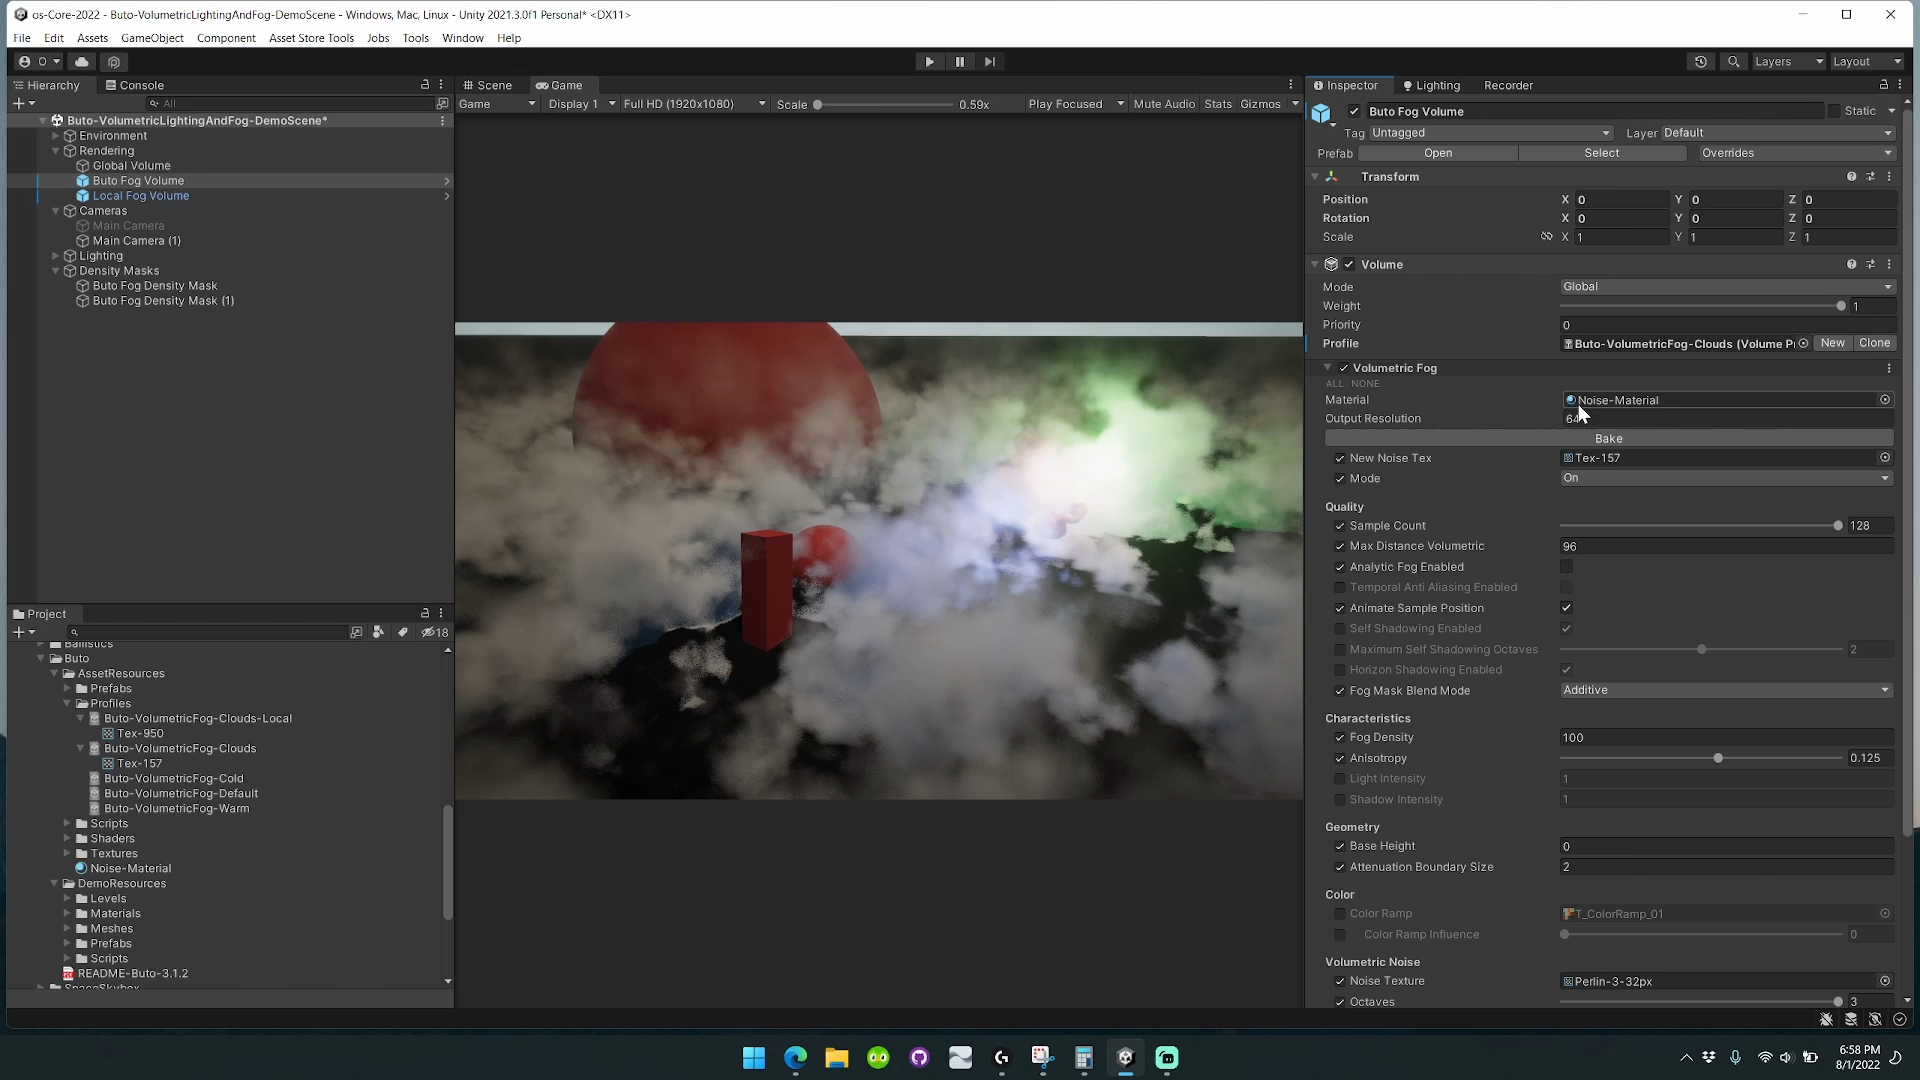 os-Core-2022 - Buto-VolumetricLightingAndFog-DemoScene - Windows, Mac, Linux - Unity 2021.3.0f1 Personal* <DX11>
File Edit Assets GameObject Component Asset Store Tools Jobs Tools Window Help
O Layers Layout
Hierarchy Console
All
Buto-VolumetricLightingAndFog-DemoScene*
Environment
Rendering
Global Volume
Buto Fog Volume
Local Fog Volume
Cameras
Main Camera
Main Camera (1)
Lighting
Density Masks
Buto Fog Density Mask
Buto Fog Density Mask (1)
Project
18
Ballistics
Buto
AssetResources
Prefabs
Profiles
Buto-VolumetricFog-Clouds-Local
Tex-950
Buto-VolumetricFog-Clouds
Tex-157
Buto-VolumetricFog-Cold
Buto-VolumetricFog-Default
Buto-VolumetricFog-Warm
Scripts
Shaders
Textures
Noise-Material
DemoResources
Levels
Materials
Meshes
Prefabs
Scripts
README-Buto-3.1.2
SpaceSkybox
Scene Game
Game Display 1 Full HD (1920x1080) Scale 0.59x Play Focused Mute Audio Stats Gizmos
Inspector Lighting Recorder
Buto Fog Volume Static
Tag Untagged Layer Default
Prefab Open Select Overrides
Transform
Position X 0 Y 0 Z 0
Rotation X 0 Y 0 Z 0
Scale X 1 Y 1 Z 1
Volume
Mode Global
Weight 1
Priority 0
Profile Buto-VolumetricFog-Clouds (Volume P New Clone
Volumetric Fog
ALL NONE
Material Noise-Material
Output Resolution 64
Bake
New Noise Tex Tex-157
Mode On
Quality
Sample Count 128
Max Distance Volumetric 96
Analytic Fog Enabled
Temporal Anti Aliasing Enabled
Animate Sample Position
Self Shadowing Enabled
Maximum Self Shadowing Octaves 2
Horizon Shadowing Enabled
Fog Mask Blend Mode Additive
Characteristics
Fog Density 100
Anisotropy 0.125
Light Intensity 1
Shadow Intensity 1
Geometry
Base Height 0
Attenuation Boundary Size 2
Color
Color Ramp T_ColorRamp_01
Color Ramp Influence 0
Volumetric Noise
Noise Texture Perlin-3-32px
Octaves 3
6:58 PM
8/1/2022